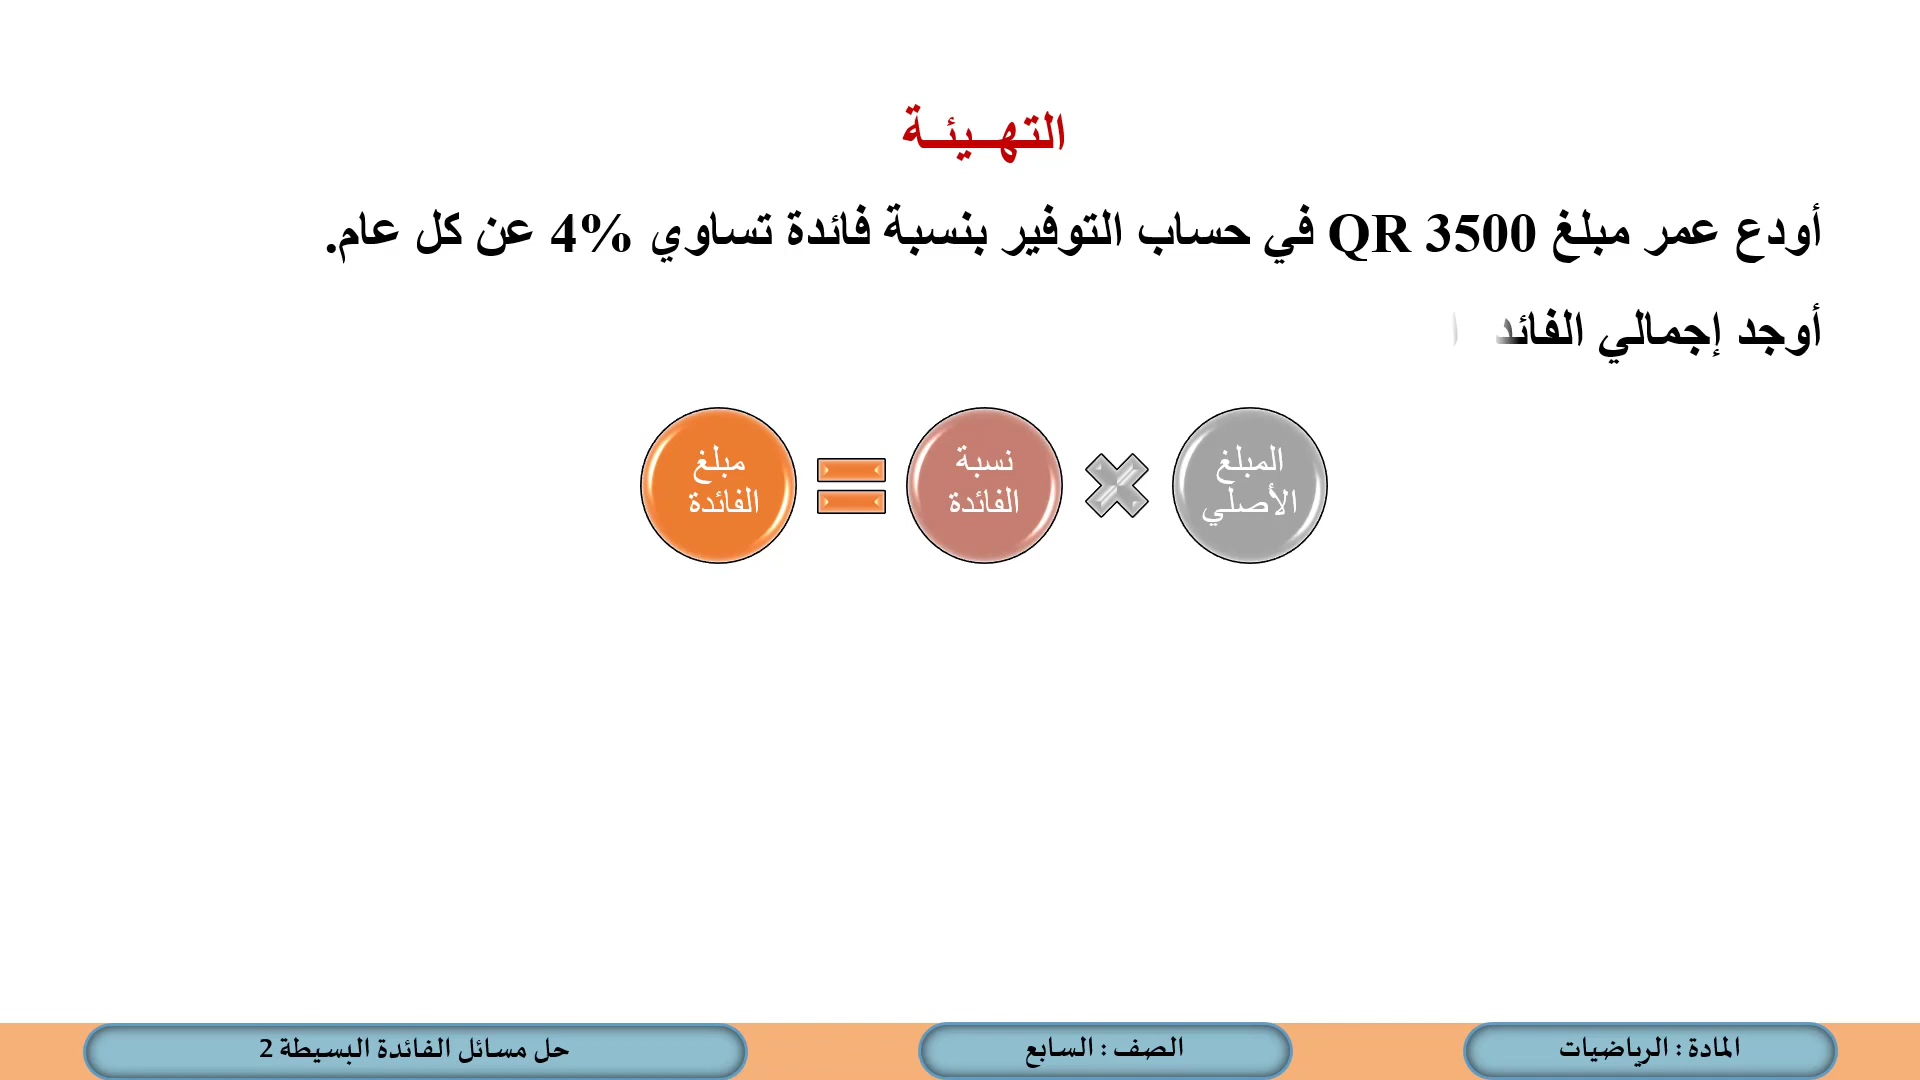 التهيئة
أودع عمر مبلغ QR 3500 في حساب التوفير بنسبة فائدة تساوي 4% عن كل عام.
أوجد إجمالي
المبلغ
الأصلي
نسبة
الفائدة
مبلغ
الفائدة
المادة : الرياضيات
الصف : السابع
حل مسائل الفائدة البسيطة 2